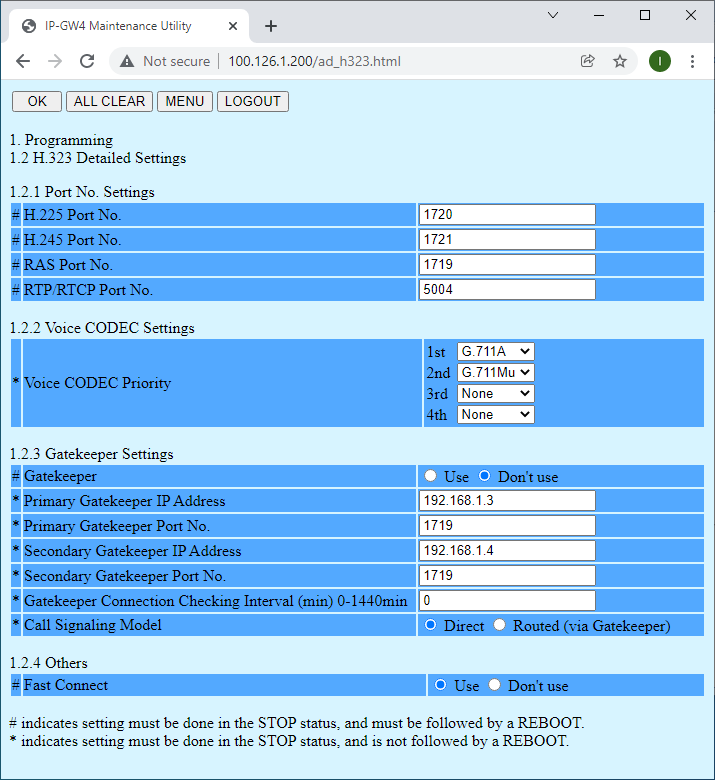 IP-GW4 Maintenance Utility
Not secure 100.126.1.200/ad_h323.html I
OK ALL CLEAR MENU LOGOUT
1. Programming
1.2 H.323 Detailed Settings
1.2.1 Port No. Settings
# H.225 Port No. 1720
# H.245 Port No. 1721
# RAS Port No. 1719
# RTP/RTCP Port No. 5004
1.2.2 Voice CODEC Settings
* Voice CODEC Priority
1st G.711A
2nd G.711Mu
3rd None
4th None
1.2.3 Gatekeeper Settings
# Gatekeeper Use Don't use
* Primary Gatekeeper IP Address 192.168.1.3
* Primary Gatekeeper Port No. 1719
* Secondary Gatekeeper IP Address 192.168.1.4
* Secondary Gatekeeper Port No. 1719
* Gatekeeper Connection Checking Interval (min) 0-1440min 0
* Call Signaling Model Direct Routed (via Gatekeeper)
1.2.4 Others
# Fast Connect Use Don't use
# indicates setting must be done in the STOP status, and must be followed by a REBOOT.
* indicates setting must be done in the STOP status, and is not followed by a REBOOT.